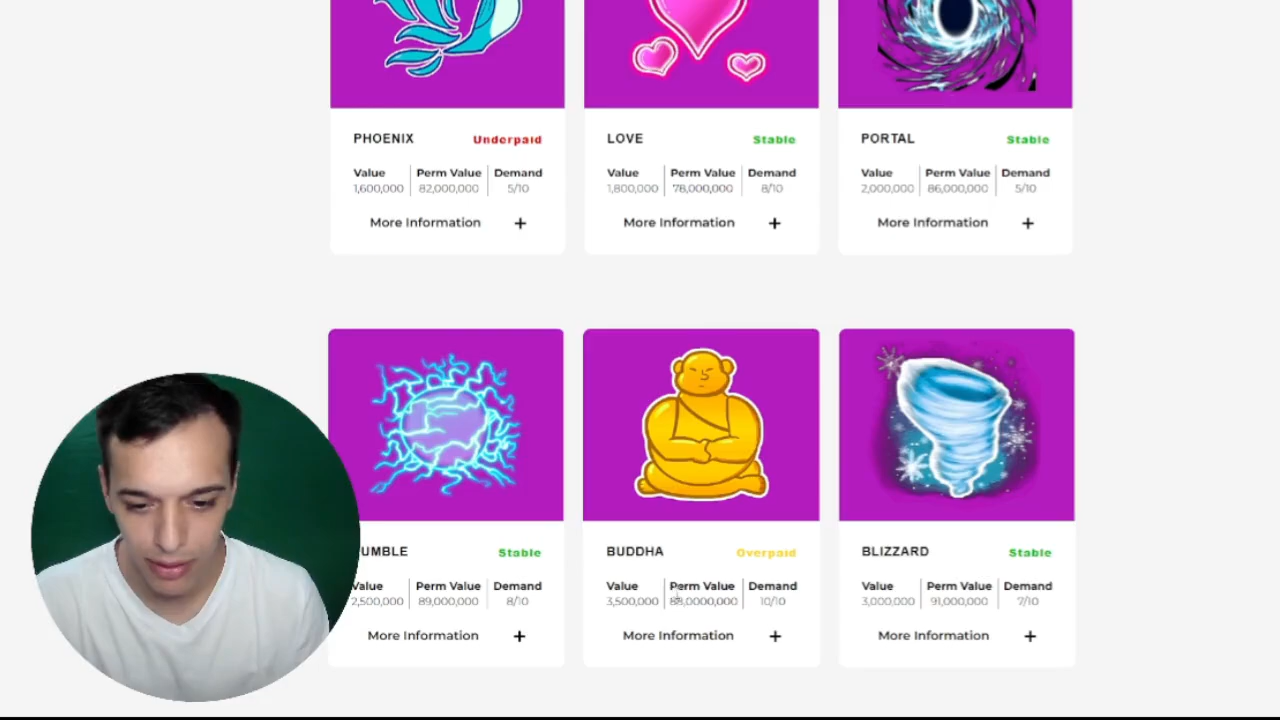 PHOENIX Underpaid
Value Perm Value Demand
1,600,000 82,000,000 5/10
More Information +
LOVE Stable
Value Perm Value Demand
1,800,000 78,000,000 8/10
More Information +
PORTAL Stable
Value Perm Value Demand
2,000,000 86,000,000 5/10
More Information +
UMBLE Stable
Value Perm Value Demand
2,500,000 89,000,000 8/10
More Information +
BUDDHA Overpaid
Value Perm Value Demand
3,500,000 10/10
More Information +
BLIZZARD Stable
Value Perm Value Demand
3,000,000 91,000,000 7/10
More Information +